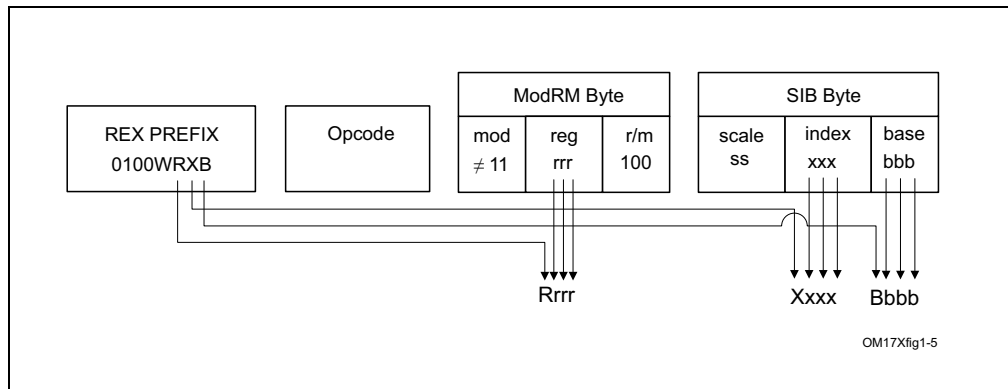 ModRM Byte
SIB Byte
REX PREFIX
0100WRXB
Opcode
mod
≠ 11
reg
rrr
r/m
100
scale
ss
index
xxx
base
bbb
Rrrr
Xxxx
Bbbb
OM17Xfig1-5